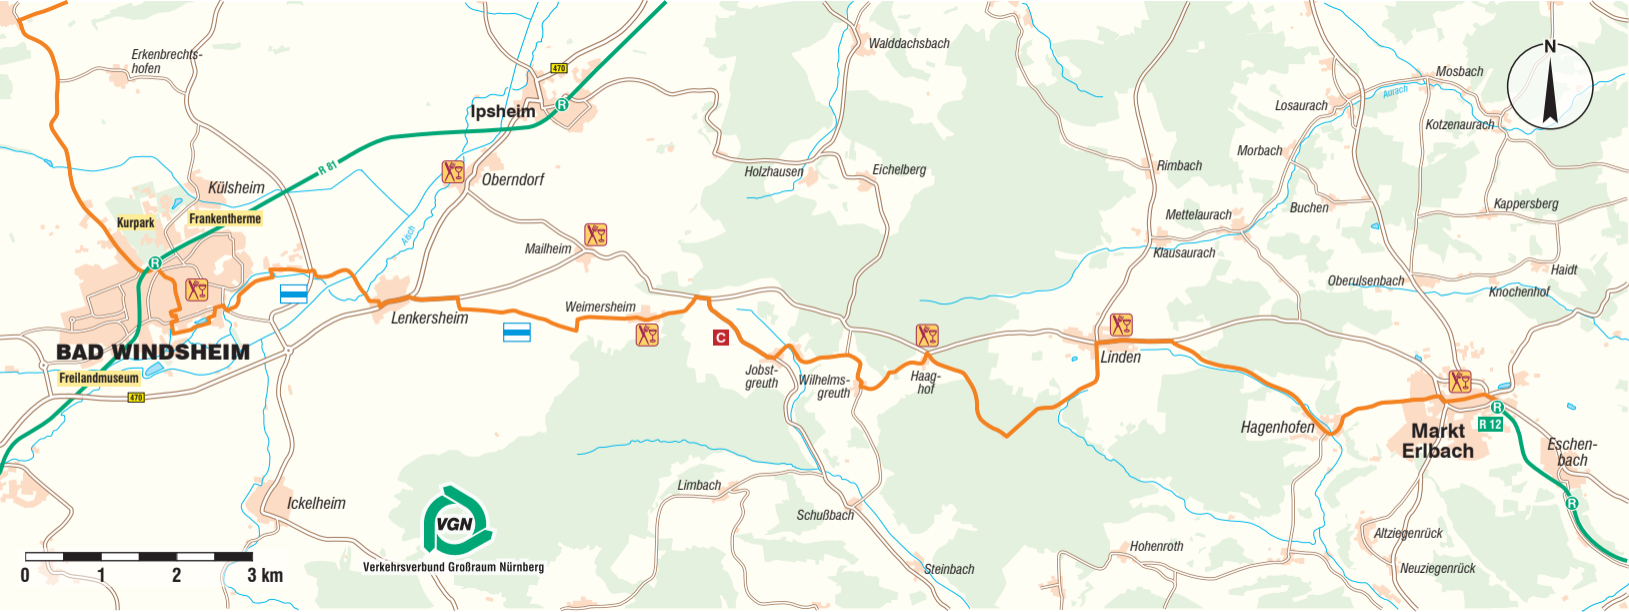 Erkenbrechts-
hofen
Walddachsbach
N
470
Mosbach
Aurach
Losaurach
Ipsheim
R
Kotzenaurach
Morbach
R 81
Rimbach
Holzhausen
Eichelberg
Oberndorf
Külsheim
Kappersberg
Buchen
Mettelaurach
Kurpark
Frankentherme
Aisch
Mailheim
Klausaurach
R
Haidt
Oberulsenbach
Knochenhof
Weimersheim
Lenkersheim
C
BAD WINDSHEIM
Linden
Jobst-
greuth
Wilhelms-
greuth
Haag-
hof
Freilandmuseum
470
R
R 12
Hagenhofen
Markt
Erlbach
Eschen-
bach
Limbach
Ickelheim
R
Schußbach
VGN
Altziegenrück
Hohenroth
Verkehrsverbund Großraum Nürnberg
Steinbach
Neuziegenrück
0 1 2 3 km